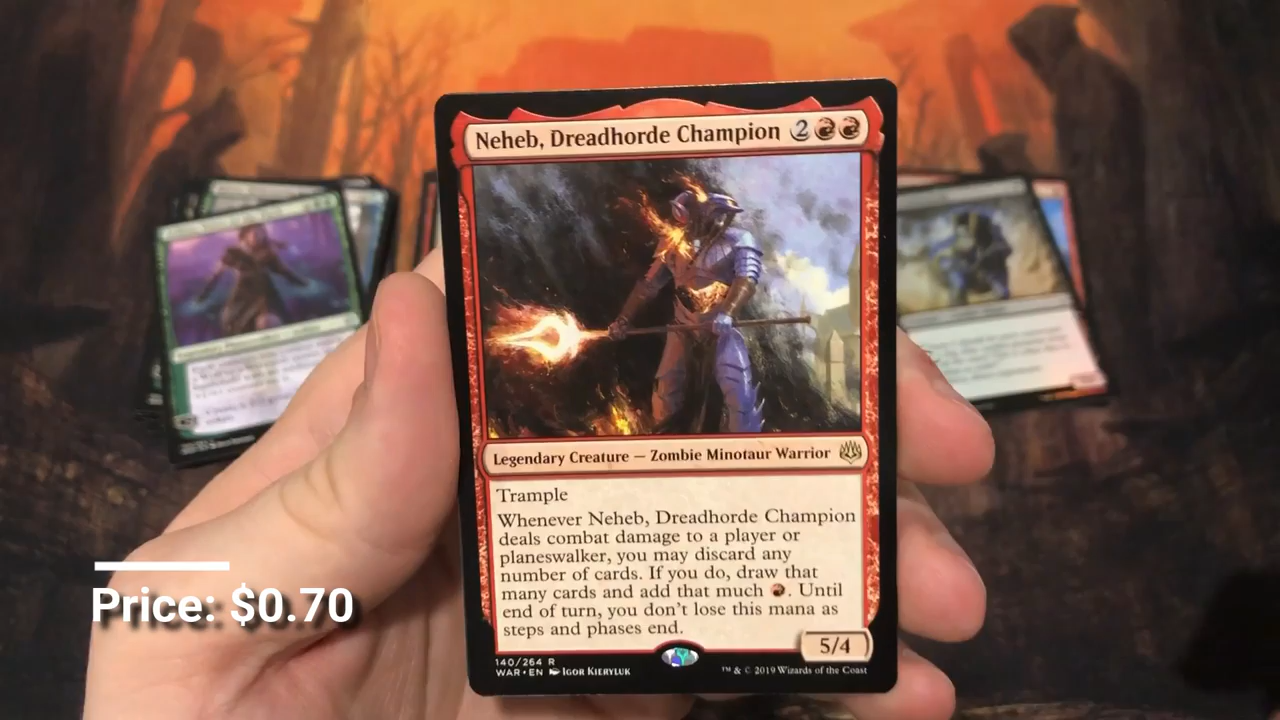 Neheb, Dreadhorde Champion 2
Legendary Creature — Zombie Minotaur Warrior
Trample
Whenever Neheb, Dreadhorde Champion
deals combat damage to a player or
planeswalker, you may discard any
number of cards. If you do, draw that
many cards and add that much . Until
end of turn, you don't lose this mana as
steps and phases end.
5/4
140/264 R
WAR • EN Igor Kieryluk
™ & © 2019 Wizards of the Coast
Price: $0.70